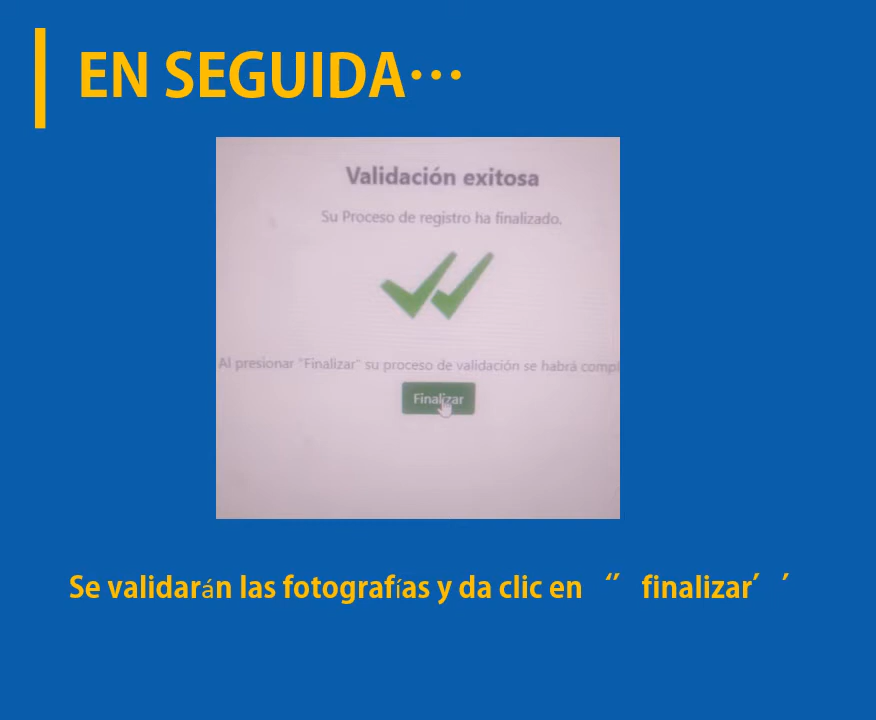 EN SEGUIDA…
Validación exitosa
Su Proceso de registro ha finalizado.
Al presionar "Finalizar" su proceso de validación se habrá compl
Finalizar
Se validarán las fotografías y da clic en “ finalizar’ ’